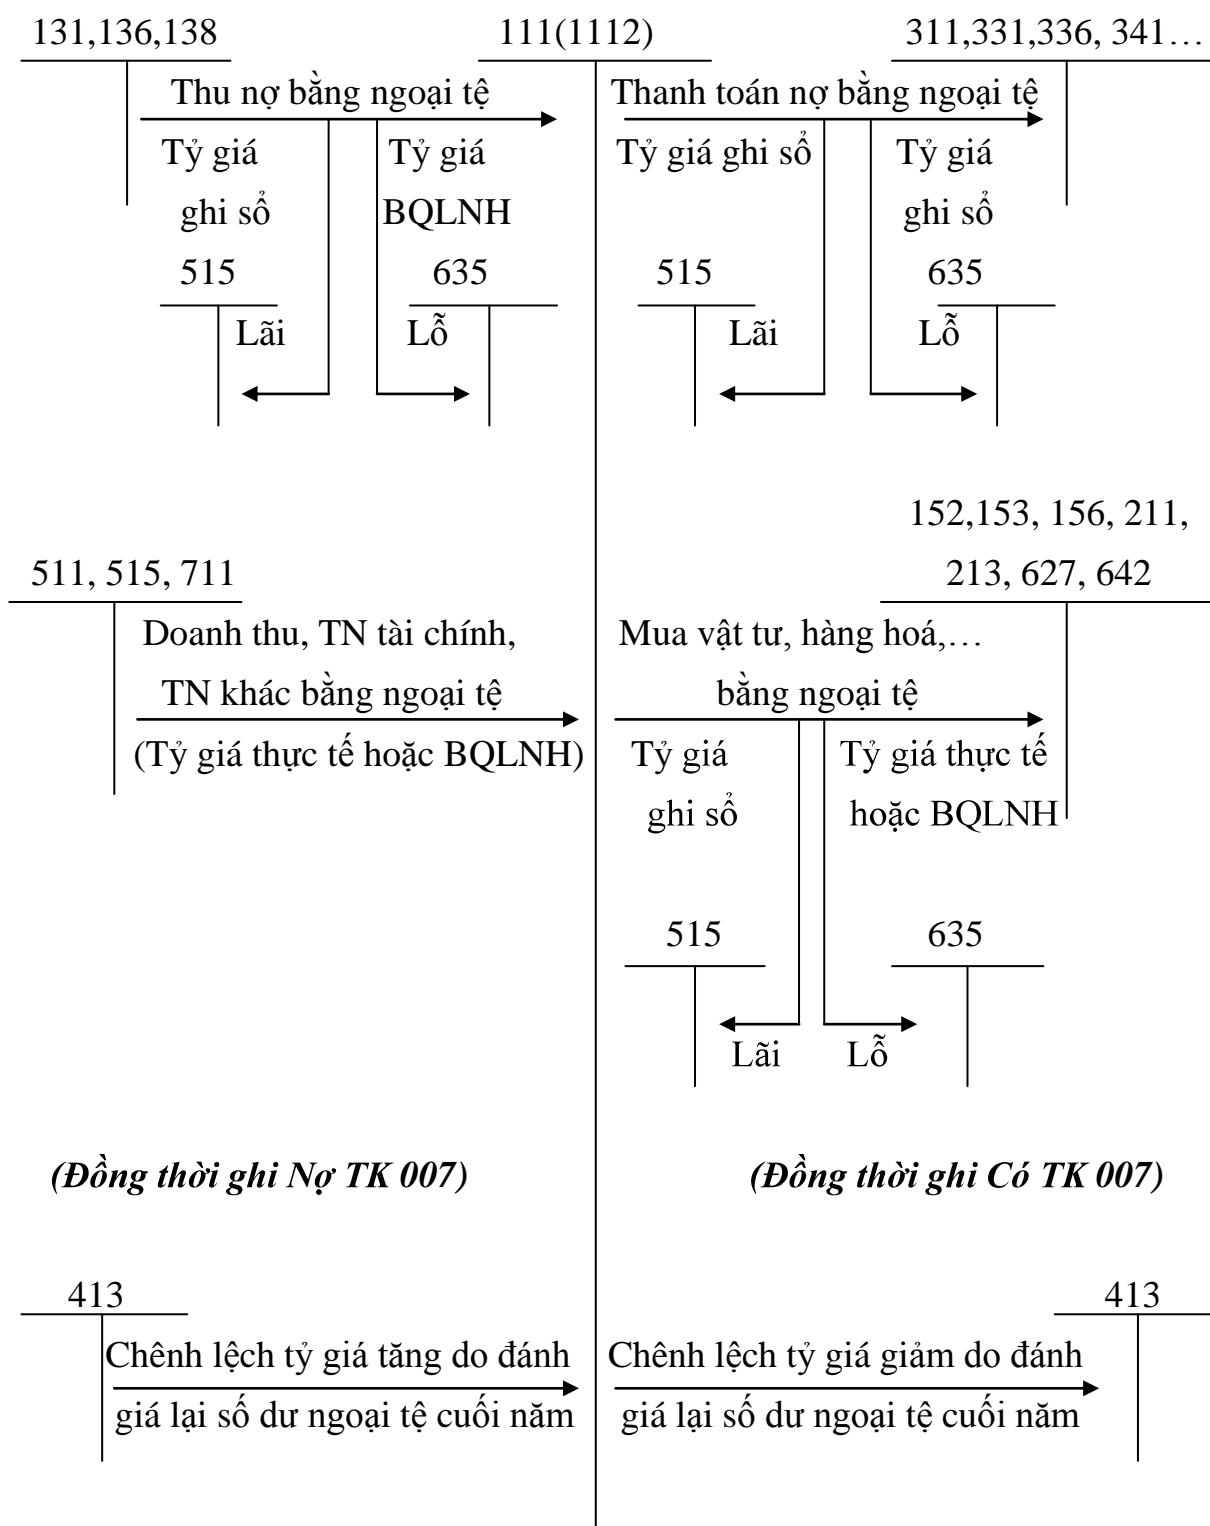 131,136,138
111(1112)
311,331,336, 341…
Thu nợ bằng ngoại tệ
Thanh toán nợ bằng ngoại tệ
Tỷ giá
ghi sổ
Tỷ giá
BQLNH
Tỷ giá ghi sổ
Tỷ giá
ghi sổ
515
635
515
635
Lãi
Lỗ
Lãi
Lỗ
152,153, 156, 211,
213, 627, 642
511, 515, 711
Doanh thu, TN tài chính,
TN khác bằng ngoại tệ
(Tỷ giá thực tế hoặc BQLNH)
Mua vật tư, hàng hoá,…
bằng ngoại tệ
Tỷ giá
ghi sổ
Tỷ giá thực tế
hoặc BQLNH
515
635
Lãi
Lỗ
(Đồng thời ghi Nợ TK 007)
(Đồng thời ghi Có TK 007)
413
413
Chênh lệch tỷ giá tăng do đánh
giá lại số dư ngoại tệ cuối năm
Chênh lệch tỷ giá giảm do đánh
giá lại số dư ngoại tệ cuối năm